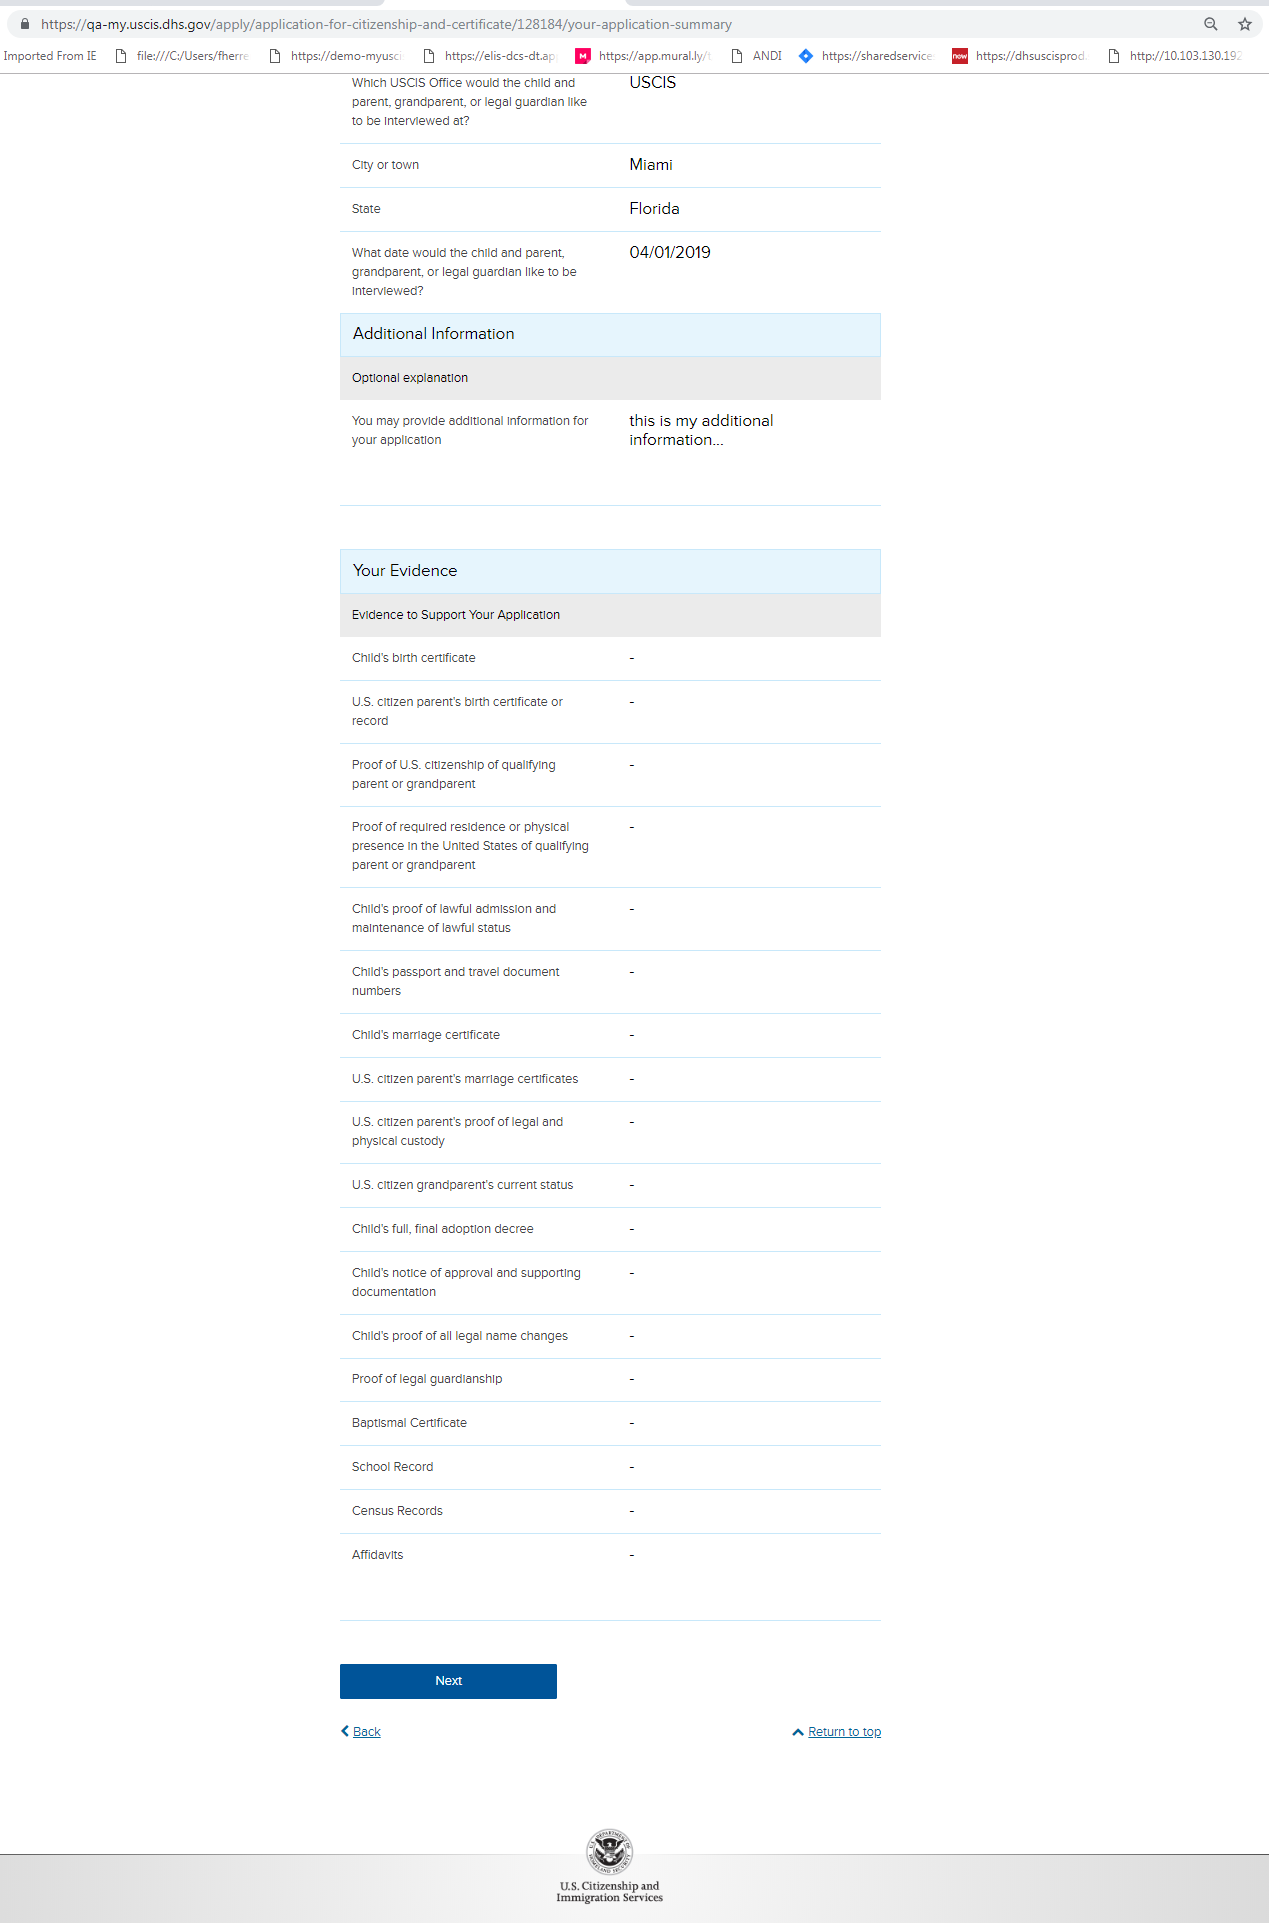 https://qa-my.uscis.dhs.gov/apply/application-for-citizenship-and-certificate/128184/your-application-summary
Imported From IE file:///C:/Users/fherre https://demo-myusci https://elis-dcs-dt.ap https://app.mural.ly/t ANDI https://sharedservice now https://dhsuscisprod. http://10.103.130.192
Which USCIS Office would the child and
parent, grandparent, or legal guardian like
to be interviewed at?
USCIS
City or town
Miami
State
Florida
What date would the child and parent,
grandparent, or legal guardian like to be
interviewed?
04/01/2019
Additional Information
Optional explanation
You may provide additional information for
your application
this is my additional
information...
Your Evidence
Evidence to Support Your Application
Child's birth certificate
-
U.S. citizen parent's birth certificate or
record
-
Proof of U.S. citizenship of qualifying
parent or grandparent
-
Proof of required residence or physical
presence in the United States of qualifying
parent or grandparent
-
Child's proof of lawful admission and
maintenance of lawful status
-
Child's passport and travel document
numbers
-
Child's marriage certificate
-
U.S. citizen parent's marriage certificates
-
U.S. citizen parent's proof of legal and
physical custody
-
U.S. citizen grandparent's current status
-
Child's full, final adoption decree
-
Child's notice of approval and supporting
documentation
-
Child's proof of all legal name changes
-
Proof of legal guardianship
-
Baptismal Certificate
-
School Record
-
Census Records
-
Affidavits
-
Next
Back
Return to top
U.S. Citizenship and
Immigration Services